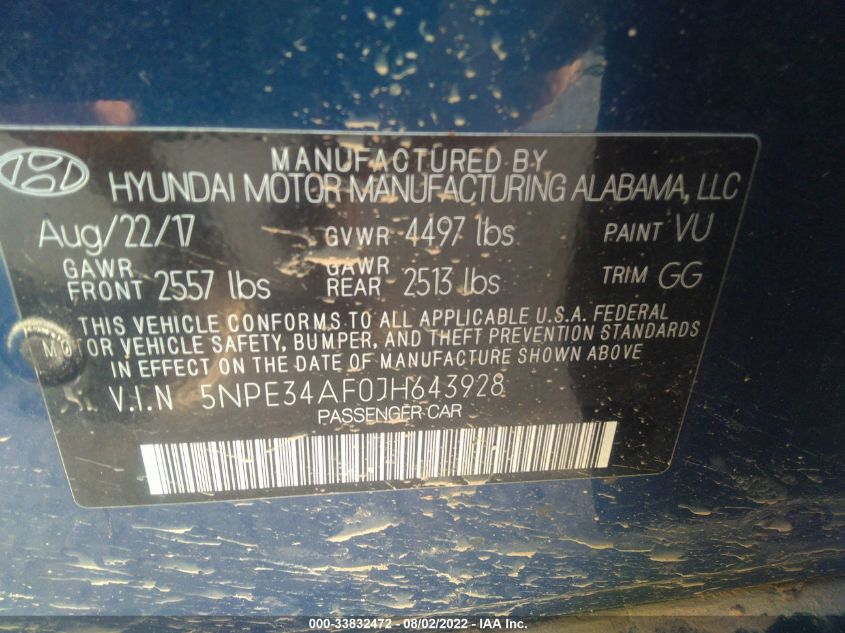 MANUFACTURED BY
HYUNDAI MOTOR MANUFACTURING ALABAMA, LLC
Aug/22/17 GVWR 4497 lbs PAINT VU
GAWR FRONT 2557 lbs GAWR REAR 2513 lbs TRIM GG
THIS VEHICLE CONFORMS TO ALL APPLICABLE U.S.A. FEDERAL
MOTOR VEHICLE SAFETY, BUMPER, AND THEFT PREVENTION STANDARDS
IN EFFECT ON THE DATE OF MANUFACTURE SHOWN ABOVE
V.I.N 5NPE34AF0JH643928
PASSENGER CAR
000-33832472 - 08/02/2022 - IAA Inc.